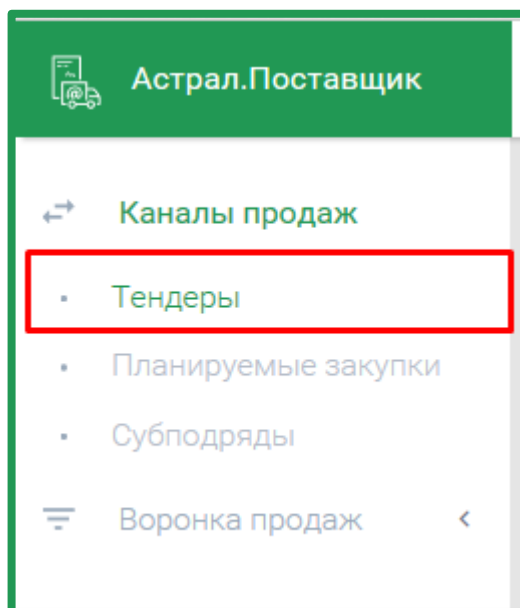 Астрал.Поставщик
Каналы продаж
Тендеры
Планируемые закупки
Субподряды
Воронка продаж